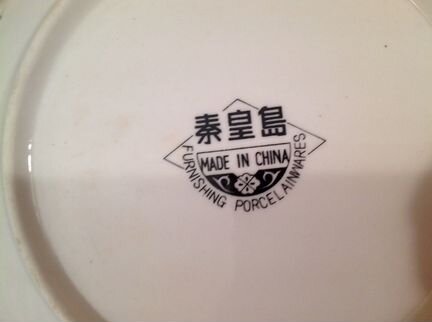 秦皇島
MADE IN CHINA
FURNISHING PORCELAINWARES